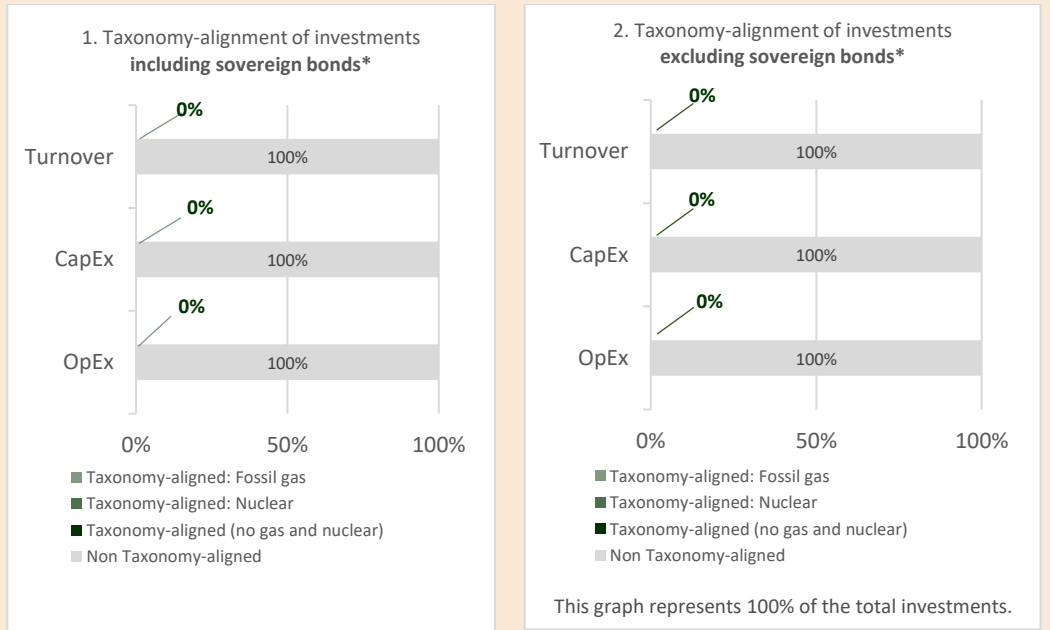 1. Taxonomy-alignment of investments
including sovereign bonds*
0%
Turnover
100%
0%
CapEx
100%
0%
OpEx
100%
0%
50%
100%
Taxonomy-aligned: Fossil gas
Taxonomy-aligned: Nuclear
Taxonomy-aligned (no gas and nuclear)
Non Taxonomy-aligned
2. Taxonomy-alignment of investments
excluding sovereign bonds*
0%
Turnover
100%
0%
CapEx
100%
0%
OpEx
100%
0%
50%
100%
Taxonomy-aligned: Fossil gas
Taxonomy-aligned: Nuclear
Taxonomy-aligned (no gas and nuclear)
Non Taxonomy-aligned
This graph represents 100% of the total investments.